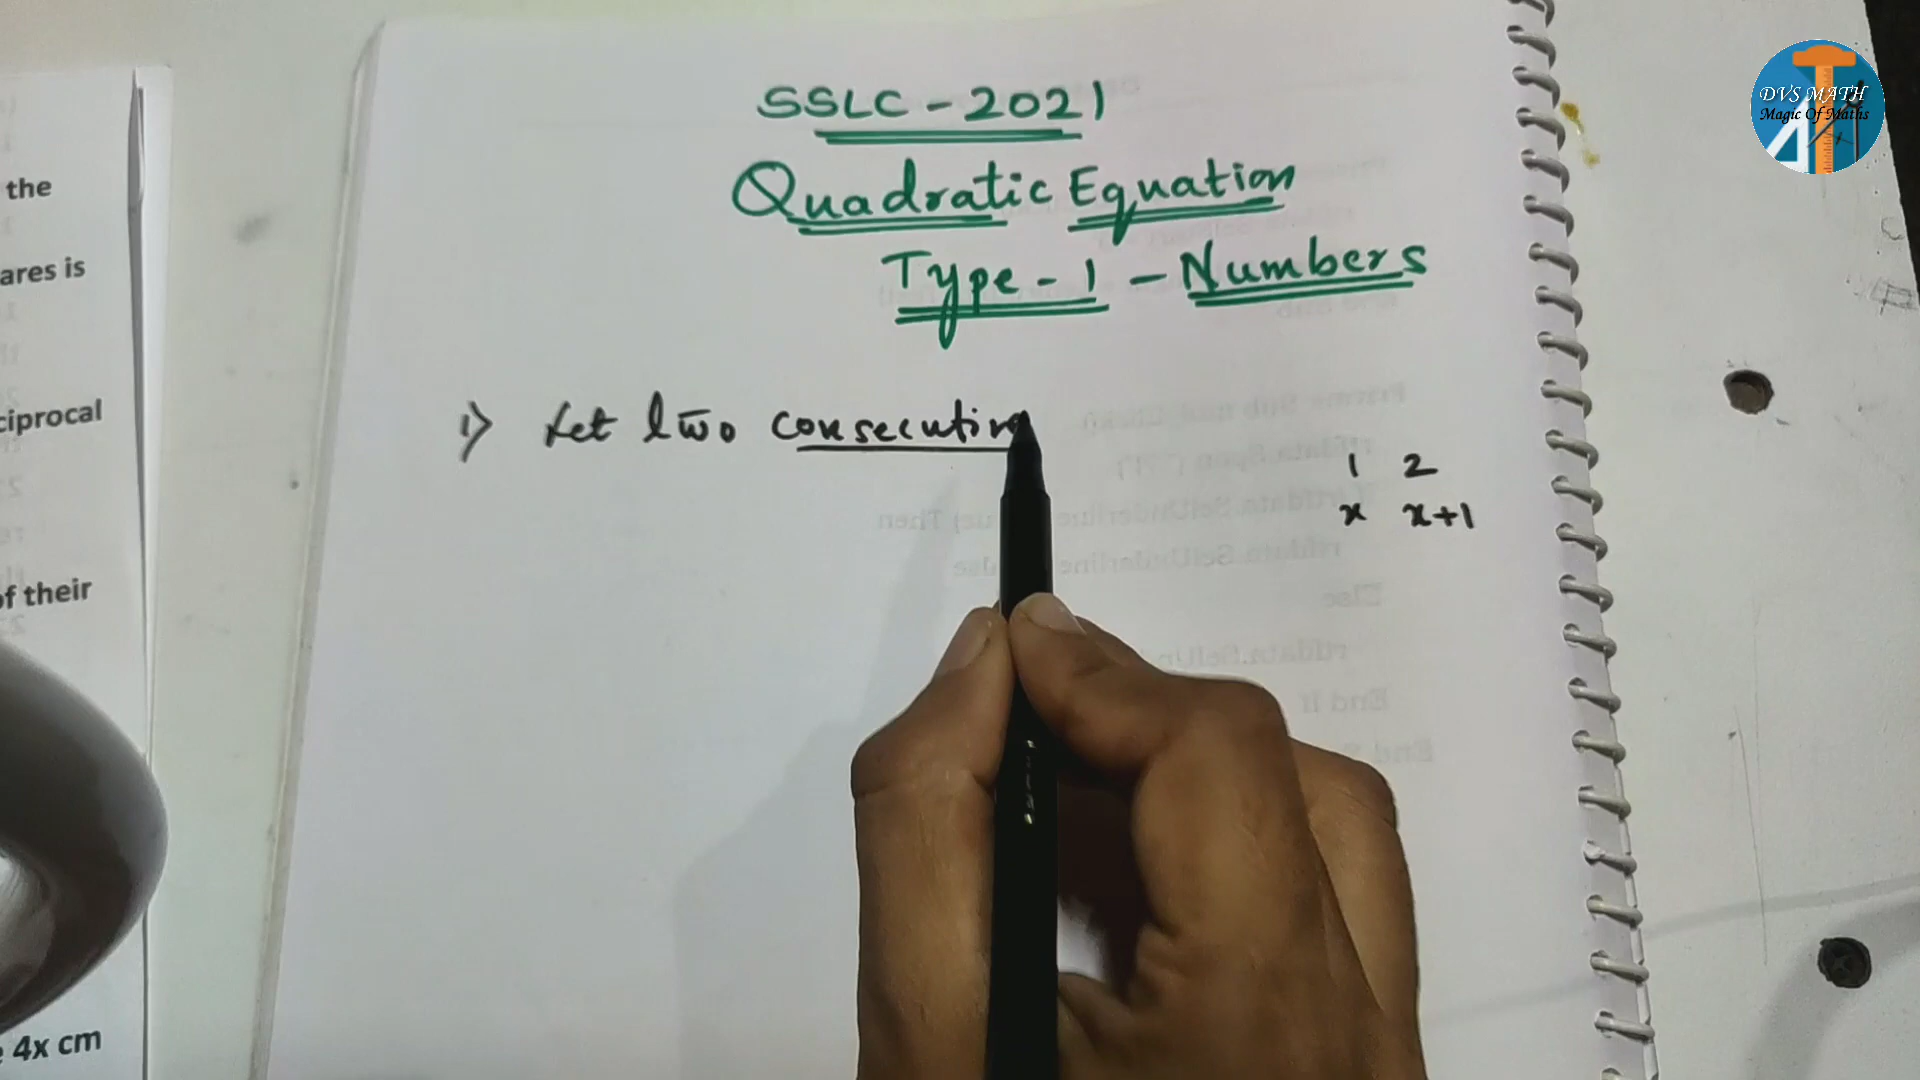 SSLC - 2021
Quadratic Equation
Type - 1 - Numbers
1) Let two consecutive
1 2
x x+1
the
ares is
ciprocal
of their
4x cm
DVS MATH
Magic Of Maths